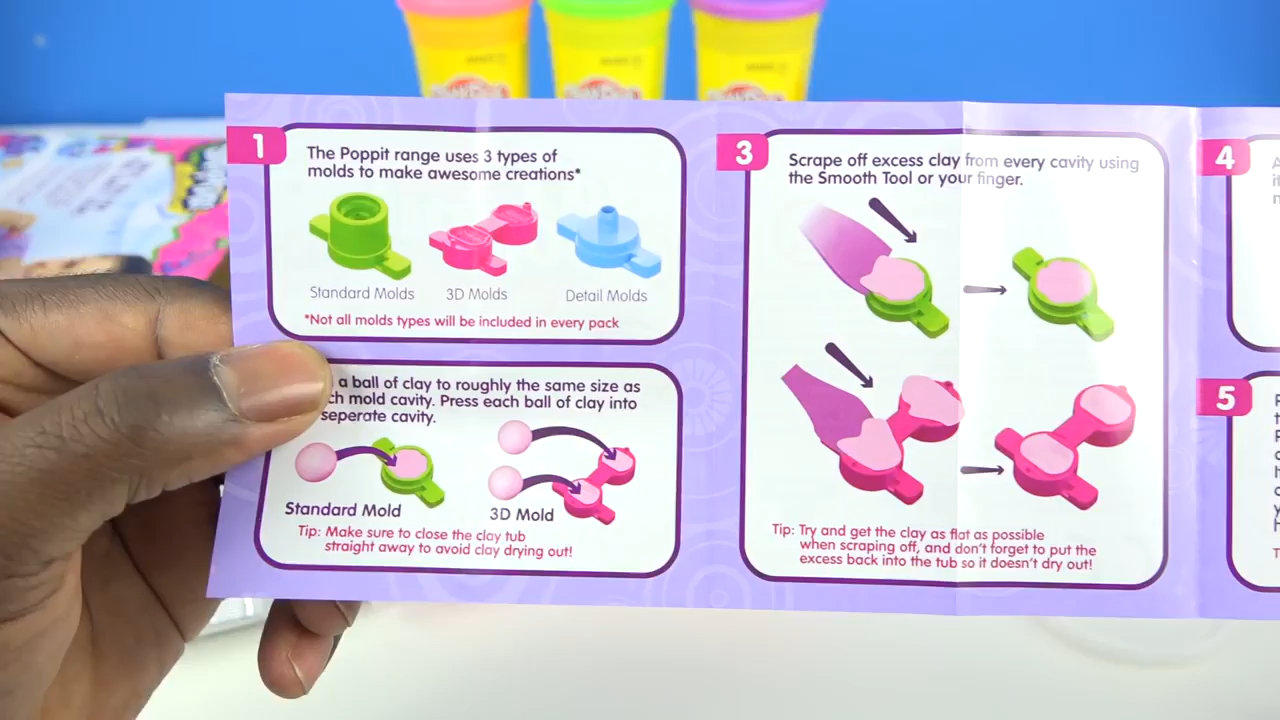 1
The Poppit range uses 3 types of
molds to make awesome creations*
Standard Molds
3D Molds
Detail Molds
*Not all molds types will be included in every pack
a ball of clay to roughly the same size as
mold cavity. Press each ball of clay into
seperate cavity.
Standard Mold
3D Mold
Tip: Make sure to close the clay tub
straight away to avoid clay drying out!
3
Scrape off excess clay from every cavity using
the Smooth Tool or your finger.
Tip: Try and get the clay as flat as possible
when scraping off, and don't forget to put the
excess back into the tub so it doesn't dry out!
4
5